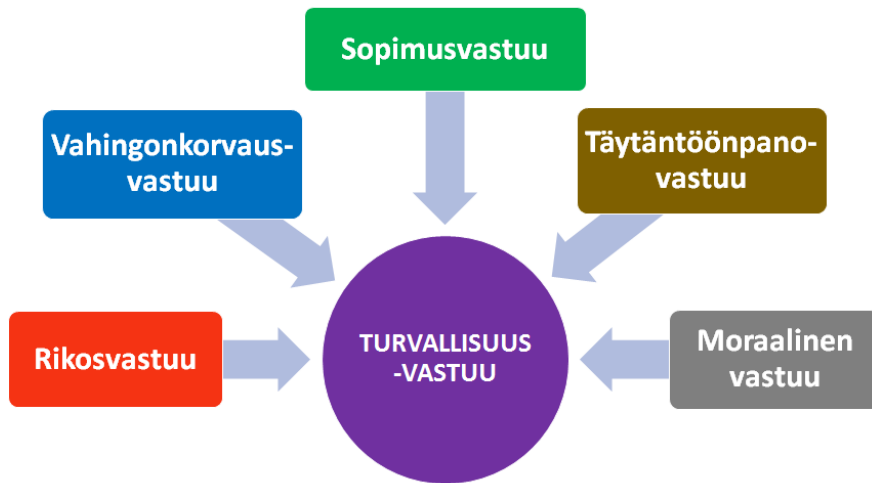 Sopimusvastuu
Vahingonkorvaus-
vastuu
Täytäntöönpano-
vastuu
Rikosvastuu
TURVALLISUUS
-VASTUU
Moraalinen
vastuu